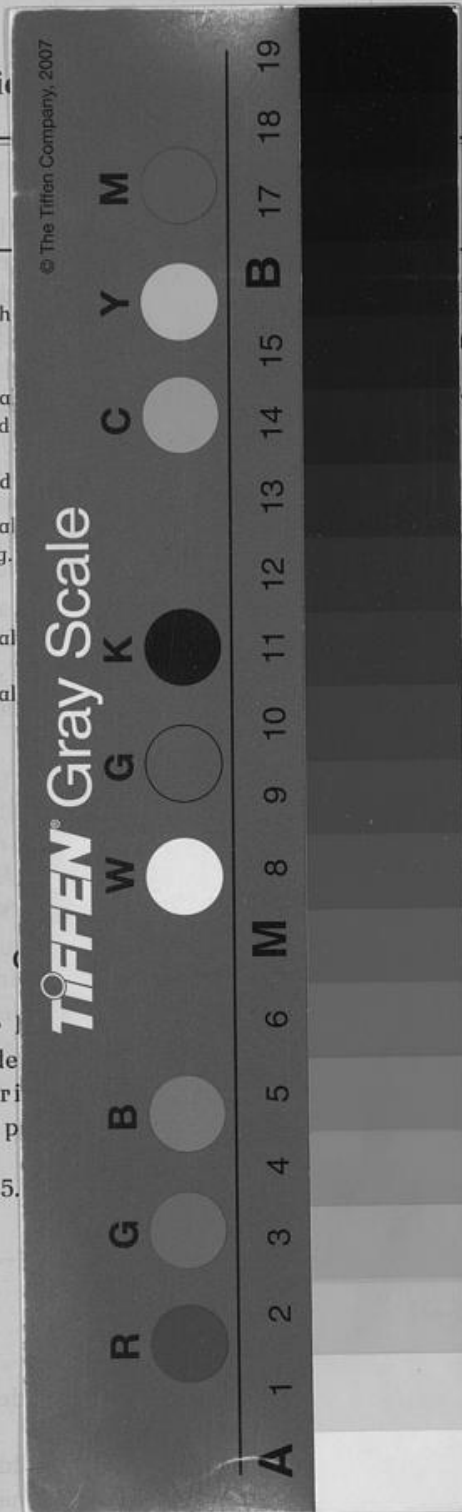 © The Tiffen Company, 2007
TIFFEN® Gray Scale
R G B W G K C Y M
A 1 2 3 4 5 6 M 8 9 10 11 12 13 14 15 B 17 18 19
5.